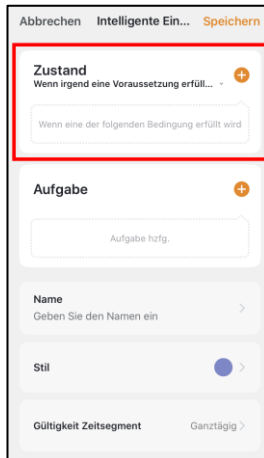 Abbrechen Intelligente Ein... Speichern
Zustand
Wenn irgend eine Voraussetzung erfüll...
Wenn eine der folgenden Bedingung erfüllt wird
Aufgabe
Aufgabe hzfg.
Name
Geben Sie den Namen ein
Stil
Gültigkeit Zeitsegment Ganztägig